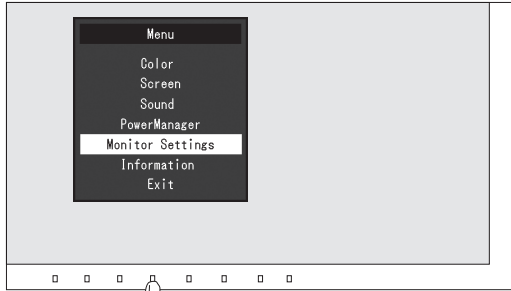 Menu
Color
Screen
Sound
PowerManager
Monitor Settings
Information
Exit